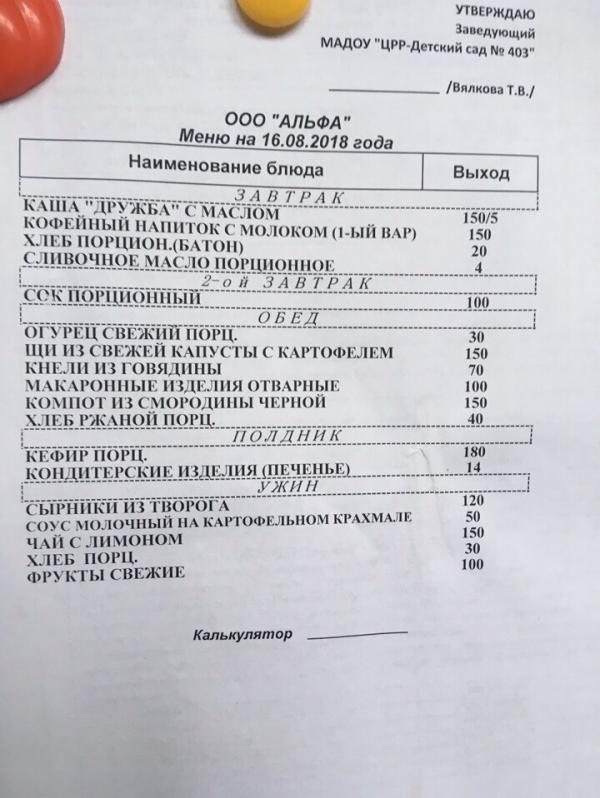 УТВЕРЖДАЮ
Заведующий
МАДОУ "ЦРР-Детский сад № 403"
/Вялкова Т.В./
ООО "АЛЬФА"
Меню на 16.08.2018 года
Наименование блюда Выход
ЗАВТРАК
КАША "ДРУЖБА" С МАСЛОМ 150/5
КОФЕЙНЫЙ НАПИТОК С МОЛОКОМ (1-ЫЙ ВАР) 150
ХЛЕБ ПОРЦИОН.(БАТОН) 20
СЛИВОЧНОЕ МАСЛО ПОРЦИОННОЕ 4
2-ой ЗАВТРАК
СОК ПОРЦИОННЫЙ 100
ОБЕД
ОГУРЕЦ СВЕЖИЙ ПОРЦ. 30
ЩИ ИЗ СВЕЖЕЙ КАПУСТЫ С КАРТОФЕЛЕМ 150
КНЕЛИ ИЗ ГОВЯДИНЫ 70
МАКАРОННЫЕ ИЗДЕЛИЯ ОТВАРНЫЕ 100
КОМПОТ ИЗ СМОРОДИНЫ ЧЕРНОЙ 150
ХЛЕБ РЖАНОЙ ПОРЦ. 40
ПОЛДНИК
КЕФИР ПОРЦ. 180
КОНДИТЕРСКИЕ ИЗДЕЛИЯ (ПЕЧЕНЬЕ) 14
УЖИН
СЫРНИКИ ИЗ ТВОРОГА 120
СОУС МОЛОЧНЫЙ НА КАРТОФЕЛЬНОМ КРАХМАЛЕ 50
ЧАЙ С ЛИМОНОМ 150
ХЛЕБ ПОРЦ. 30
ФРУКТЫ СВЕЖИЕ 100
Калькулятор